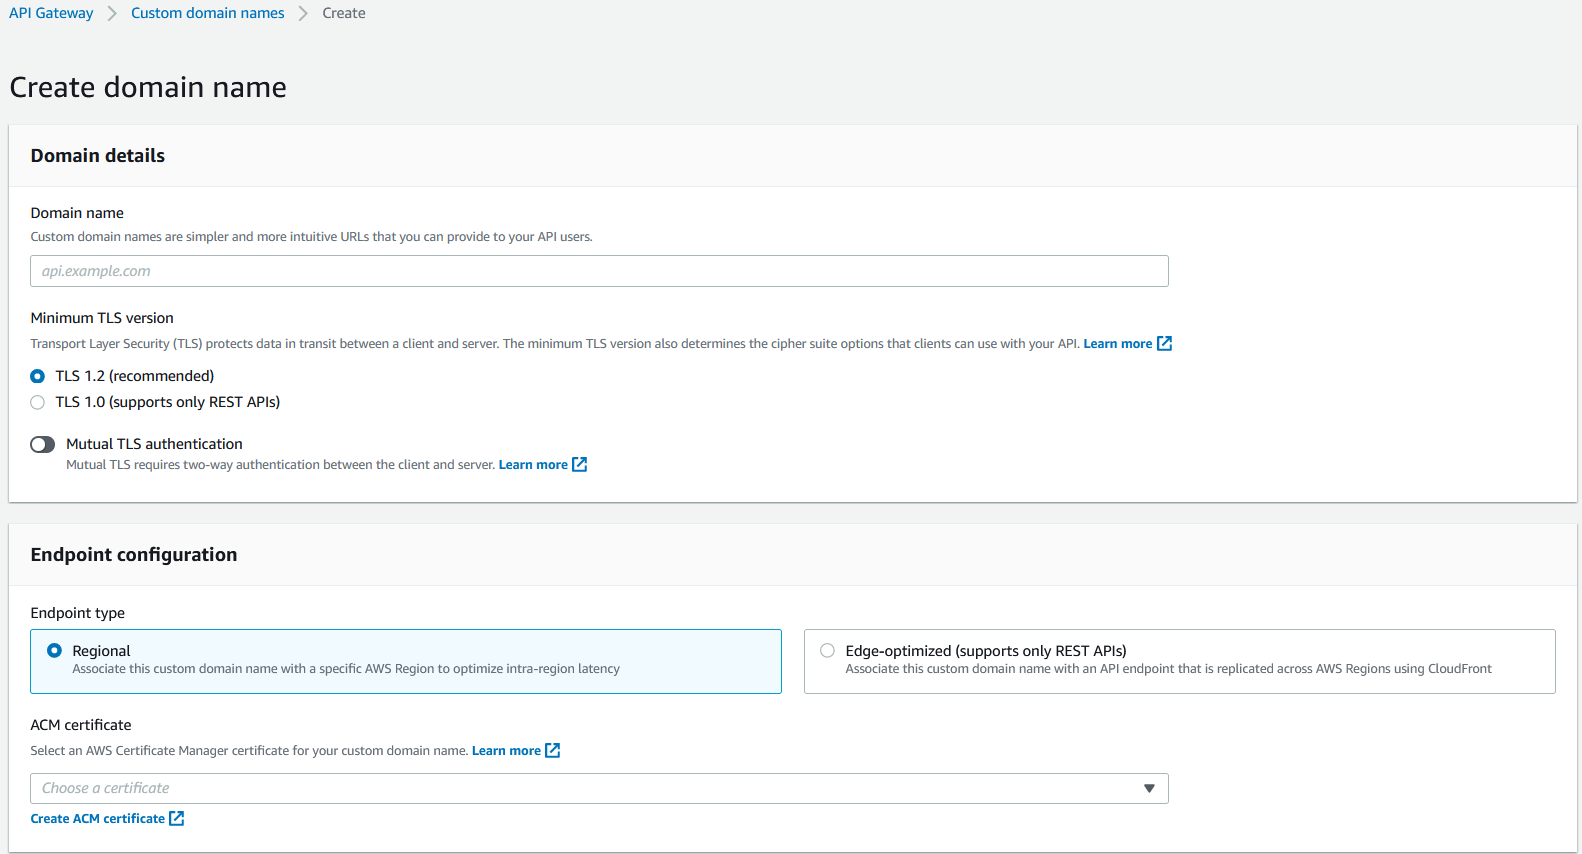 API Gateway > Custom domain names > Create
Create domain name
Domain details
Domain name
Custom domain names are simpler and more intuitive URLs that you can provide to your API users.
api.example.com
Minimum TLS version
Transport Layer Security (TLS) protects data in transit between a client and server. The minimum TLS version also determines the cipher suite options that clients can use with your API. Learn more
TLS 1.2 (recommended)
TLS 1.0 (supports only REST APIs)
Mutual TLS authentication
Mutual TLS requires two-way authentication between the client and server. Learn more
Endpoint configuration
Endpoint type
Regional
Associate this custom domain name with a specific AWS Region to optimize intra-region latency
Edge-optimized (supports only REST APIs)
Associate this custom domain name with an API endpoint that is replicated across AWS Regions using CloudFront
ACM certificate
Select an AWS Certificate Manager certificate for your custom domain name. Learn more
Choose a certificate
Create ACM certificate